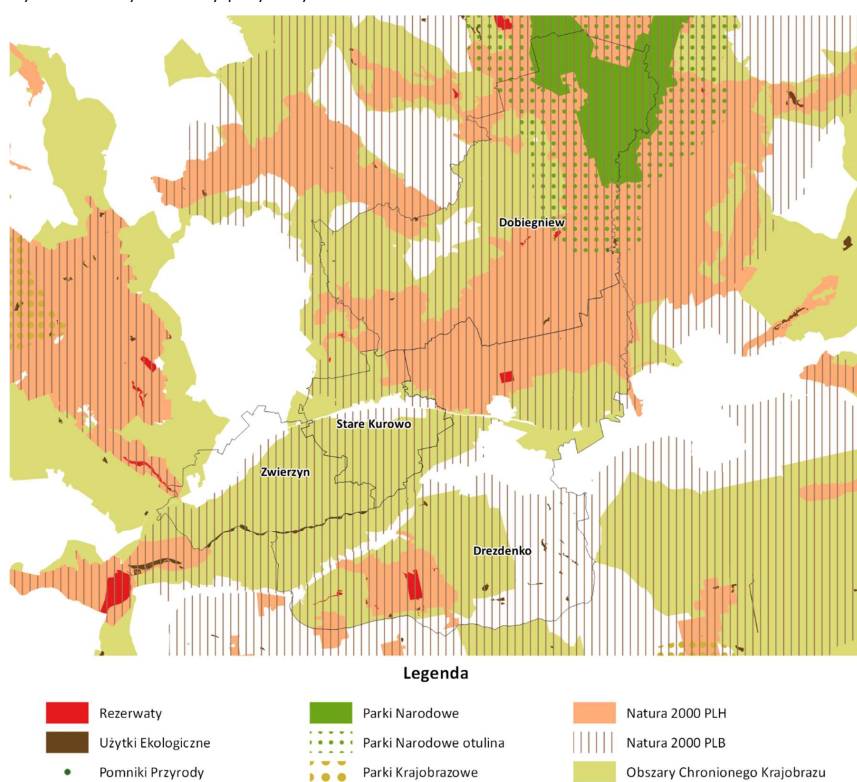 Dobiegniew
Stare Kurowo
Zwierzyn
Drezdenko
Legenda
Rezerwaty
Parki Narodowe
Natura 2000 PLH
Użytki Ekologiczne
Parki Narodowe otulina
Natura 2000 PLB
Pomniki Przyrody
Parki Krajobrazowe
Obszary Chronionego Krajobrazu